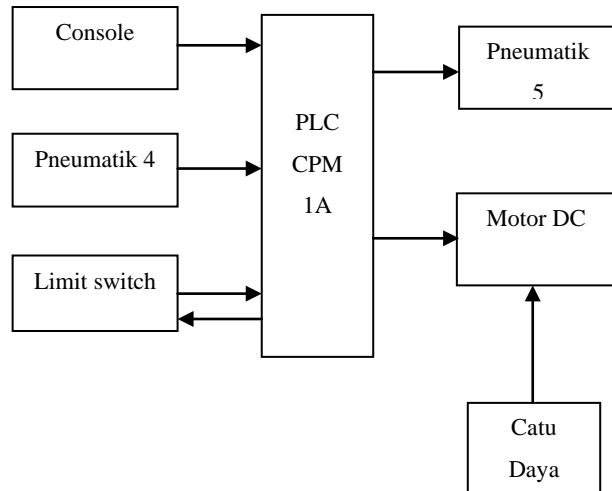 Console
Pneumatik 4
Limit switch
PLC
CPM
1A
Pneumatik
5
Motor DC
Catu
Daya